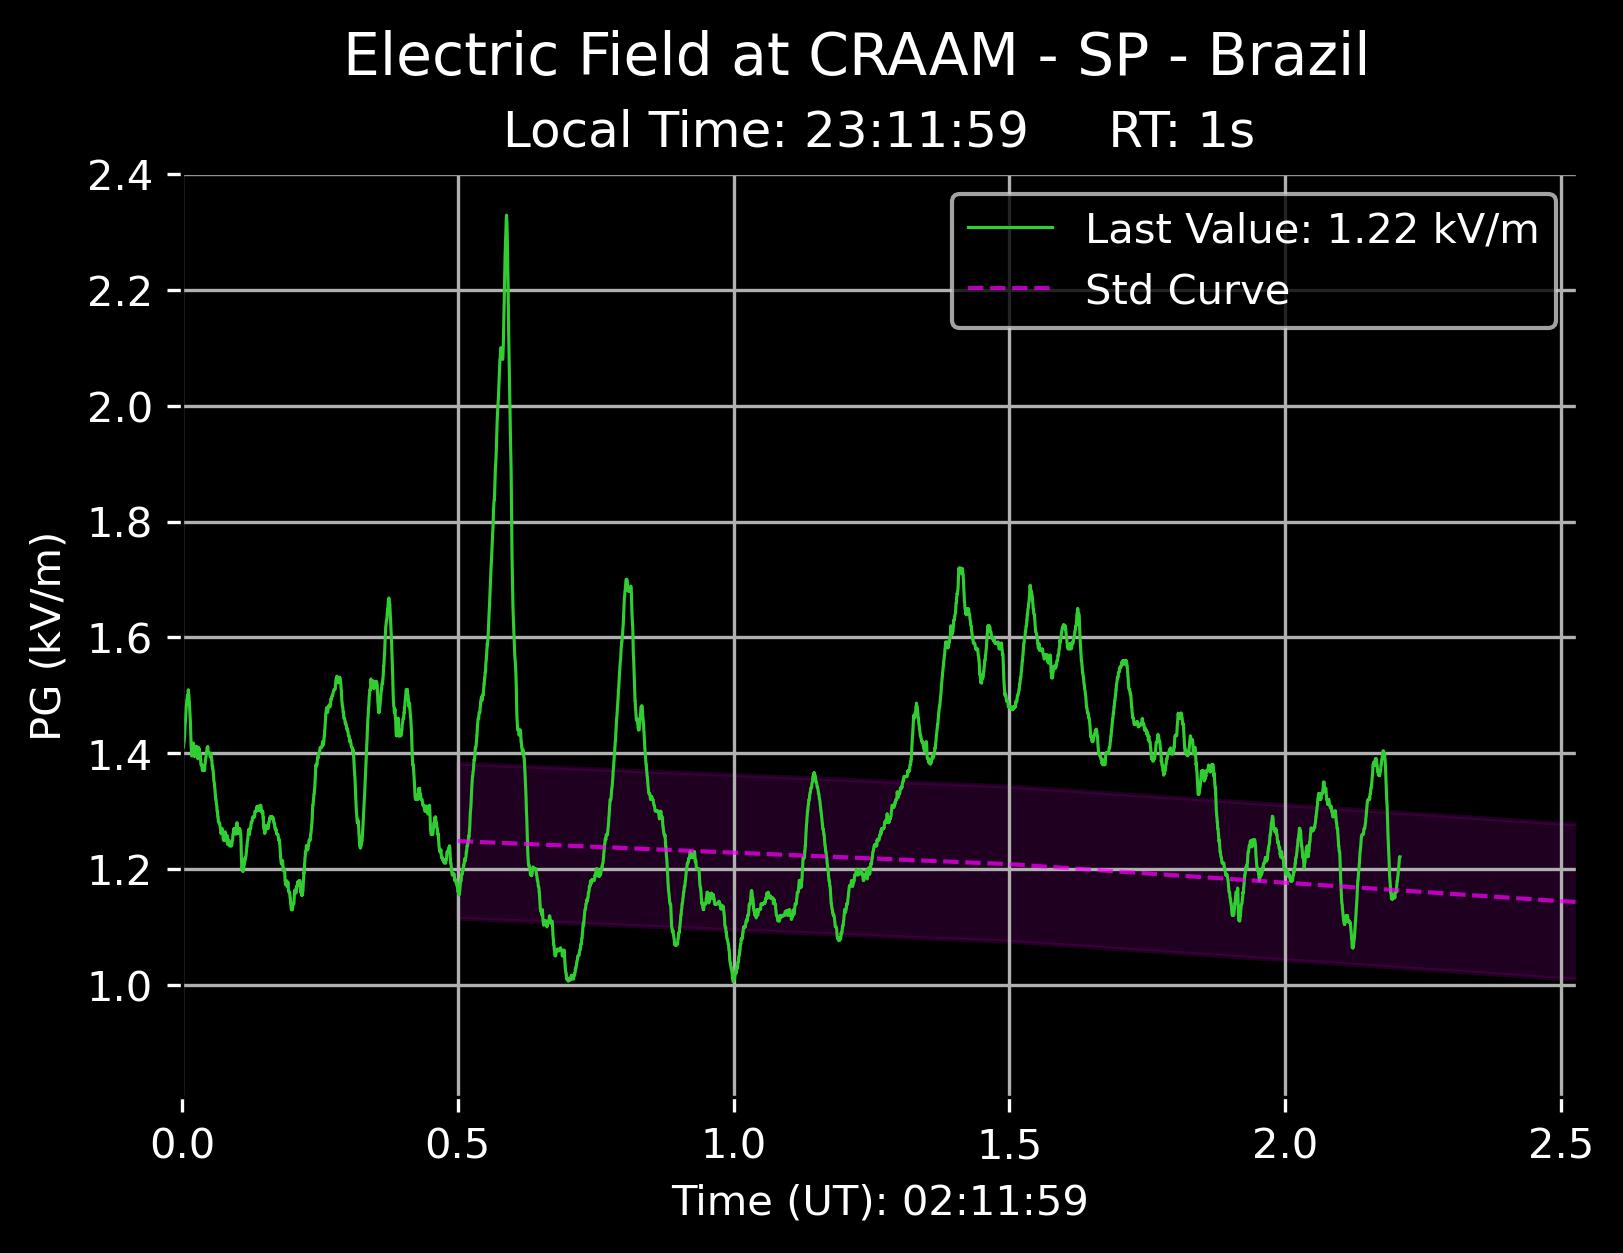 Electric Field at CRAAM - SP - Brazil
Local Time: 23:11:59 RT: 1s
Last Value: 1.22 kV/m
Std Curve
PG (kV/m)
2.4
2.2
2.0
1.8
1.6
1.4
1.2
1.0
0.0 0.5 1.0 1.5 2.0 2.5
Time (UT): 02:11:59